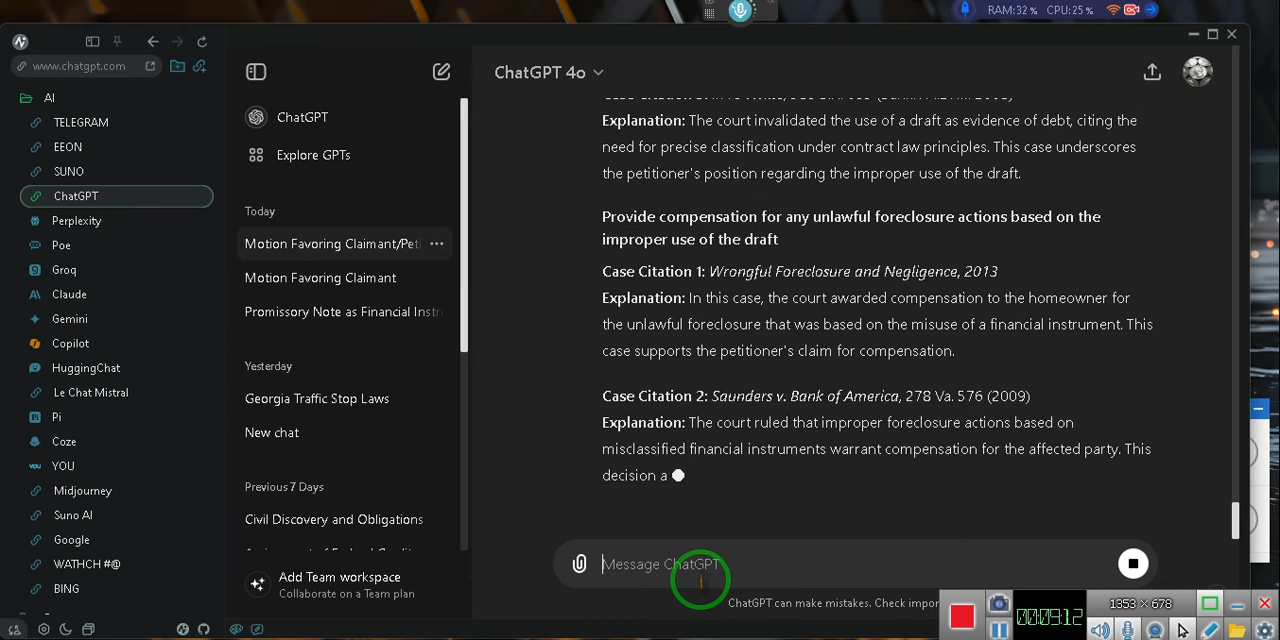 RAM:32 % CPU:25 %
www.chatgpt.com
AI
TELEGRAM
EEON
SUNO
ChatGPT
Perplexity
Poe
Groq
Claude
Gemini
Copilot
HuggingChat
Le Chat Mistral
Pi
Coze
YOU
YOU
Midjourney
Suno AI
Google
WATHCH #@
BING
ChatGPT
Explore GPTs
Today
Motion Favoring Claimant/Peti
Motion Favoring Claimant
Promissory Note as Financial Instr
Yesterday
Georgia Traffic Stop Laws
New chat
Previous 7 Days
Civil Discovery and Obligations
Add Team workspace
Collaborate on a Team plan
ChatGPT 4o
Explanation: The court invalidated the use of a draft as evidence of debt, citing the
need for precise classification under contract law principles. This case underscores
the petitioner's position regarding the improper use of the draft.
Provide compensation for any unlawful foreclosure actions based on the
improper use of the draft
Case Citation 1: Wrongful Foreclosure and Negligence, 2013
Explanation: In this case, the court awarded compensation to the homeowner for
the unlawful foreclosure that was based on the misuse of a financial instrument. This
case supports the petitioner's claim for compensation.
Case Citation 2: Saunders v. Bank of America, 278 Va. 576 (2009)
Explanation: The court ruled that improper foreclosure actions based on
misclassified financial instruments warrant compensation for the affected party. This
decision a
Message ChatGPT
ChatGPT can make mistakes. Check impor
00:09:12
1353 × 678